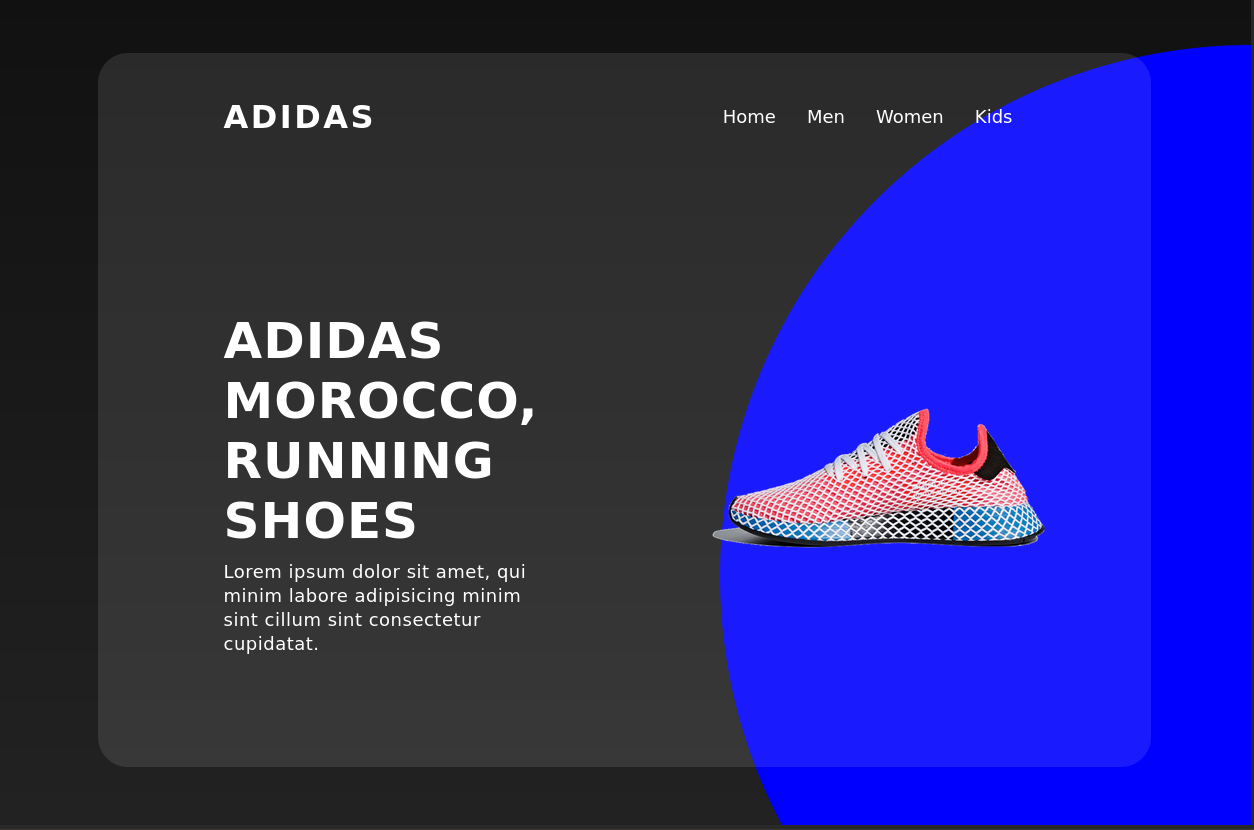 ADIDAS
Home Men Women Kids
ADIDAS
MOROCCO,
RUNNING
SHOES
Lorem ipsum dolor sit amet, qui
minim labore adipisicing minim
sint cillum sint consectetur
cupidatat.